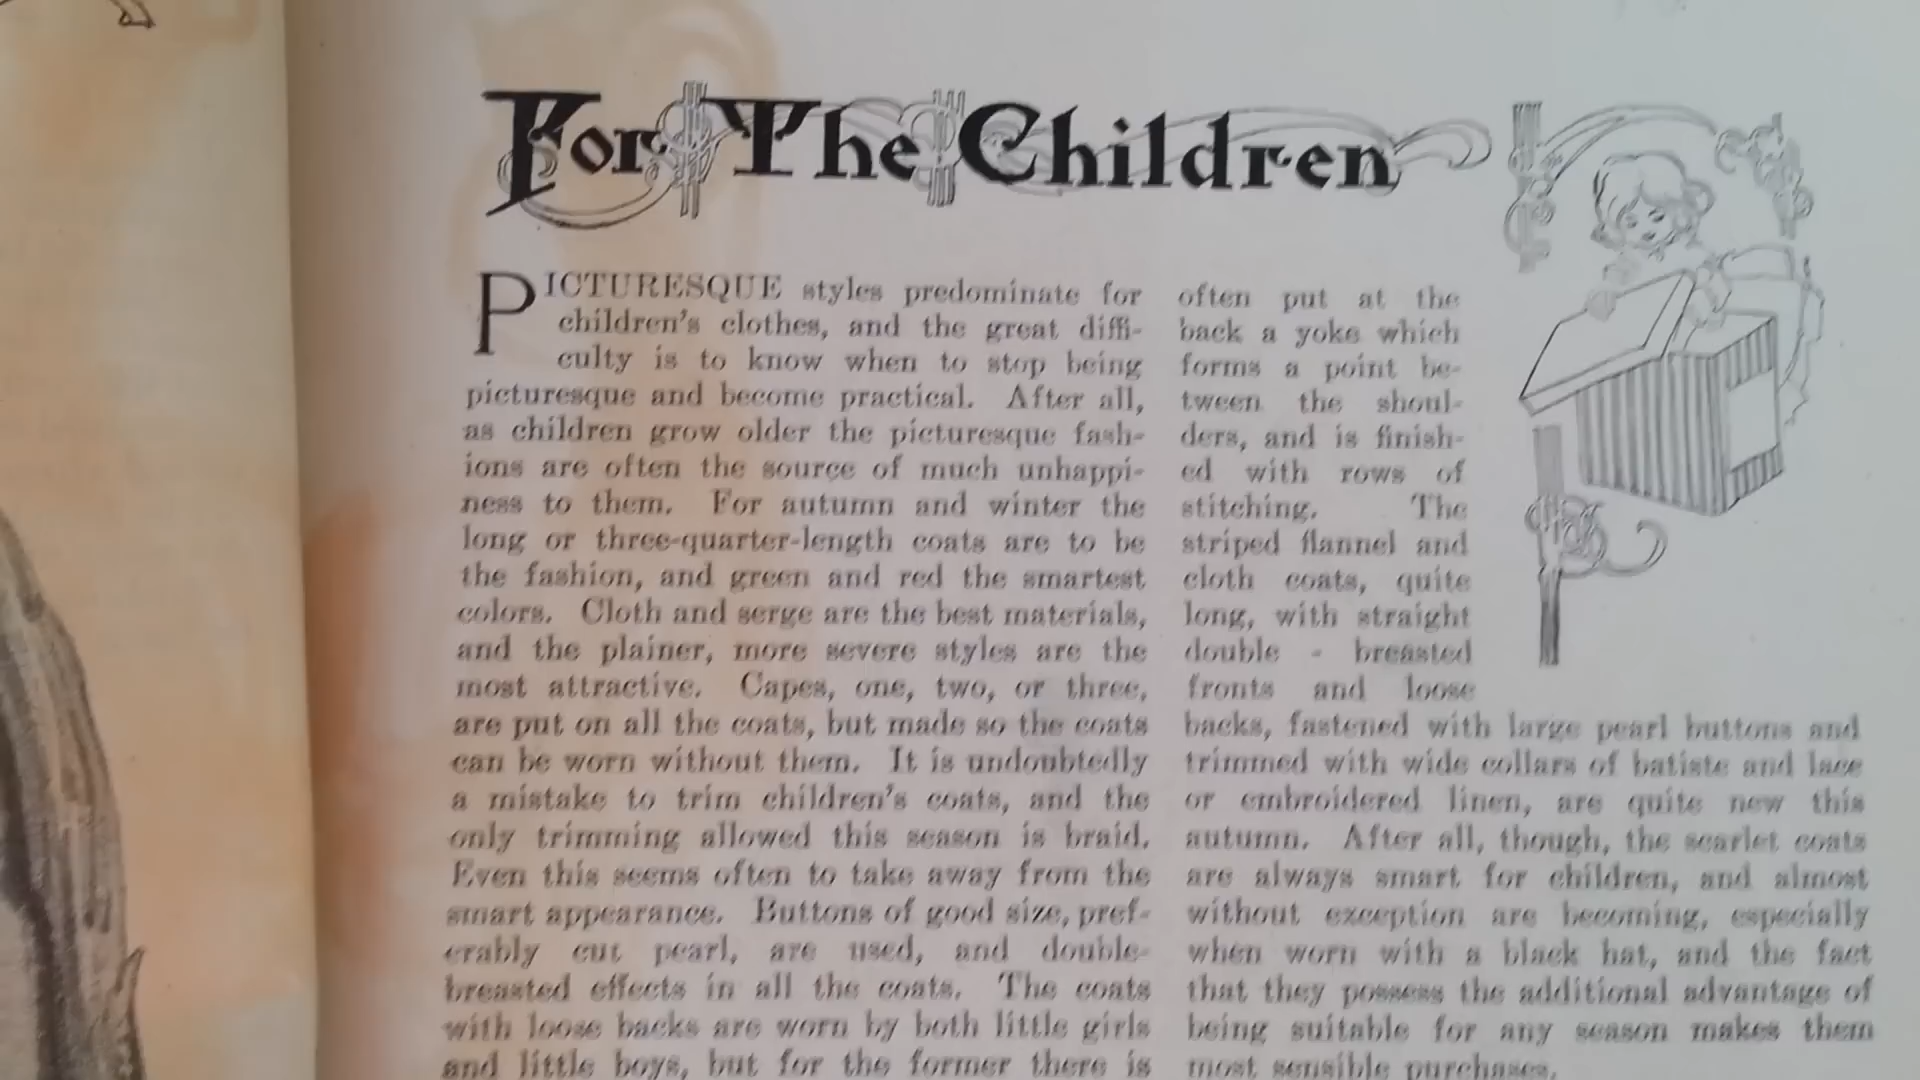 For The Children
PICTURESQUE styles predominate for
children's clothes, and the great diffi-
culty is to know when to stop being
picturesque and become practical. After all,
as children grow older the picturesque fash-
ions are often the source of much unhappi-
ness to them. For autumn and winter the
long or three-quarter-length coats are to be
the fashion, and green and red the smartest
colors. Cloth and serge are the best materials,
and the plainer, more severe styles are the
most attractive. Capes, one, two, or three,
are put on all the coats, but made so the coats
can be worn without them. It is undoubtedly
a mistake to trim children's coats, and the
only trimming allowed this season is braid.
Even this seems often to take away from the
smart appearance. Buttons of good size, pref-
erably cut pearl, are used, and double-
breasted effects in all the coats. The coats
with loose backs are worn by both little girls
and little boys, but for the former there is
often put at the
back a yoke which
forms a point be-
tween the shoul-
ders, and is finish-
ed with rows of
stitching. The
striped flannel and
cloth coats, quite
long, with straight
double - breasted
fronts and loose
backs, fastened with large pearl buttons and
trimmed with wide collars of batiste and lace
or embroidered linen, are quite new this
autumn. After all, though, the scarlet coats
are always smart for children, and almost
without exception are becoming, especially
when worn with a black hat, and the fact
that they possess the additional advantage of
being suitable for any season makes them
most sensible purchases.